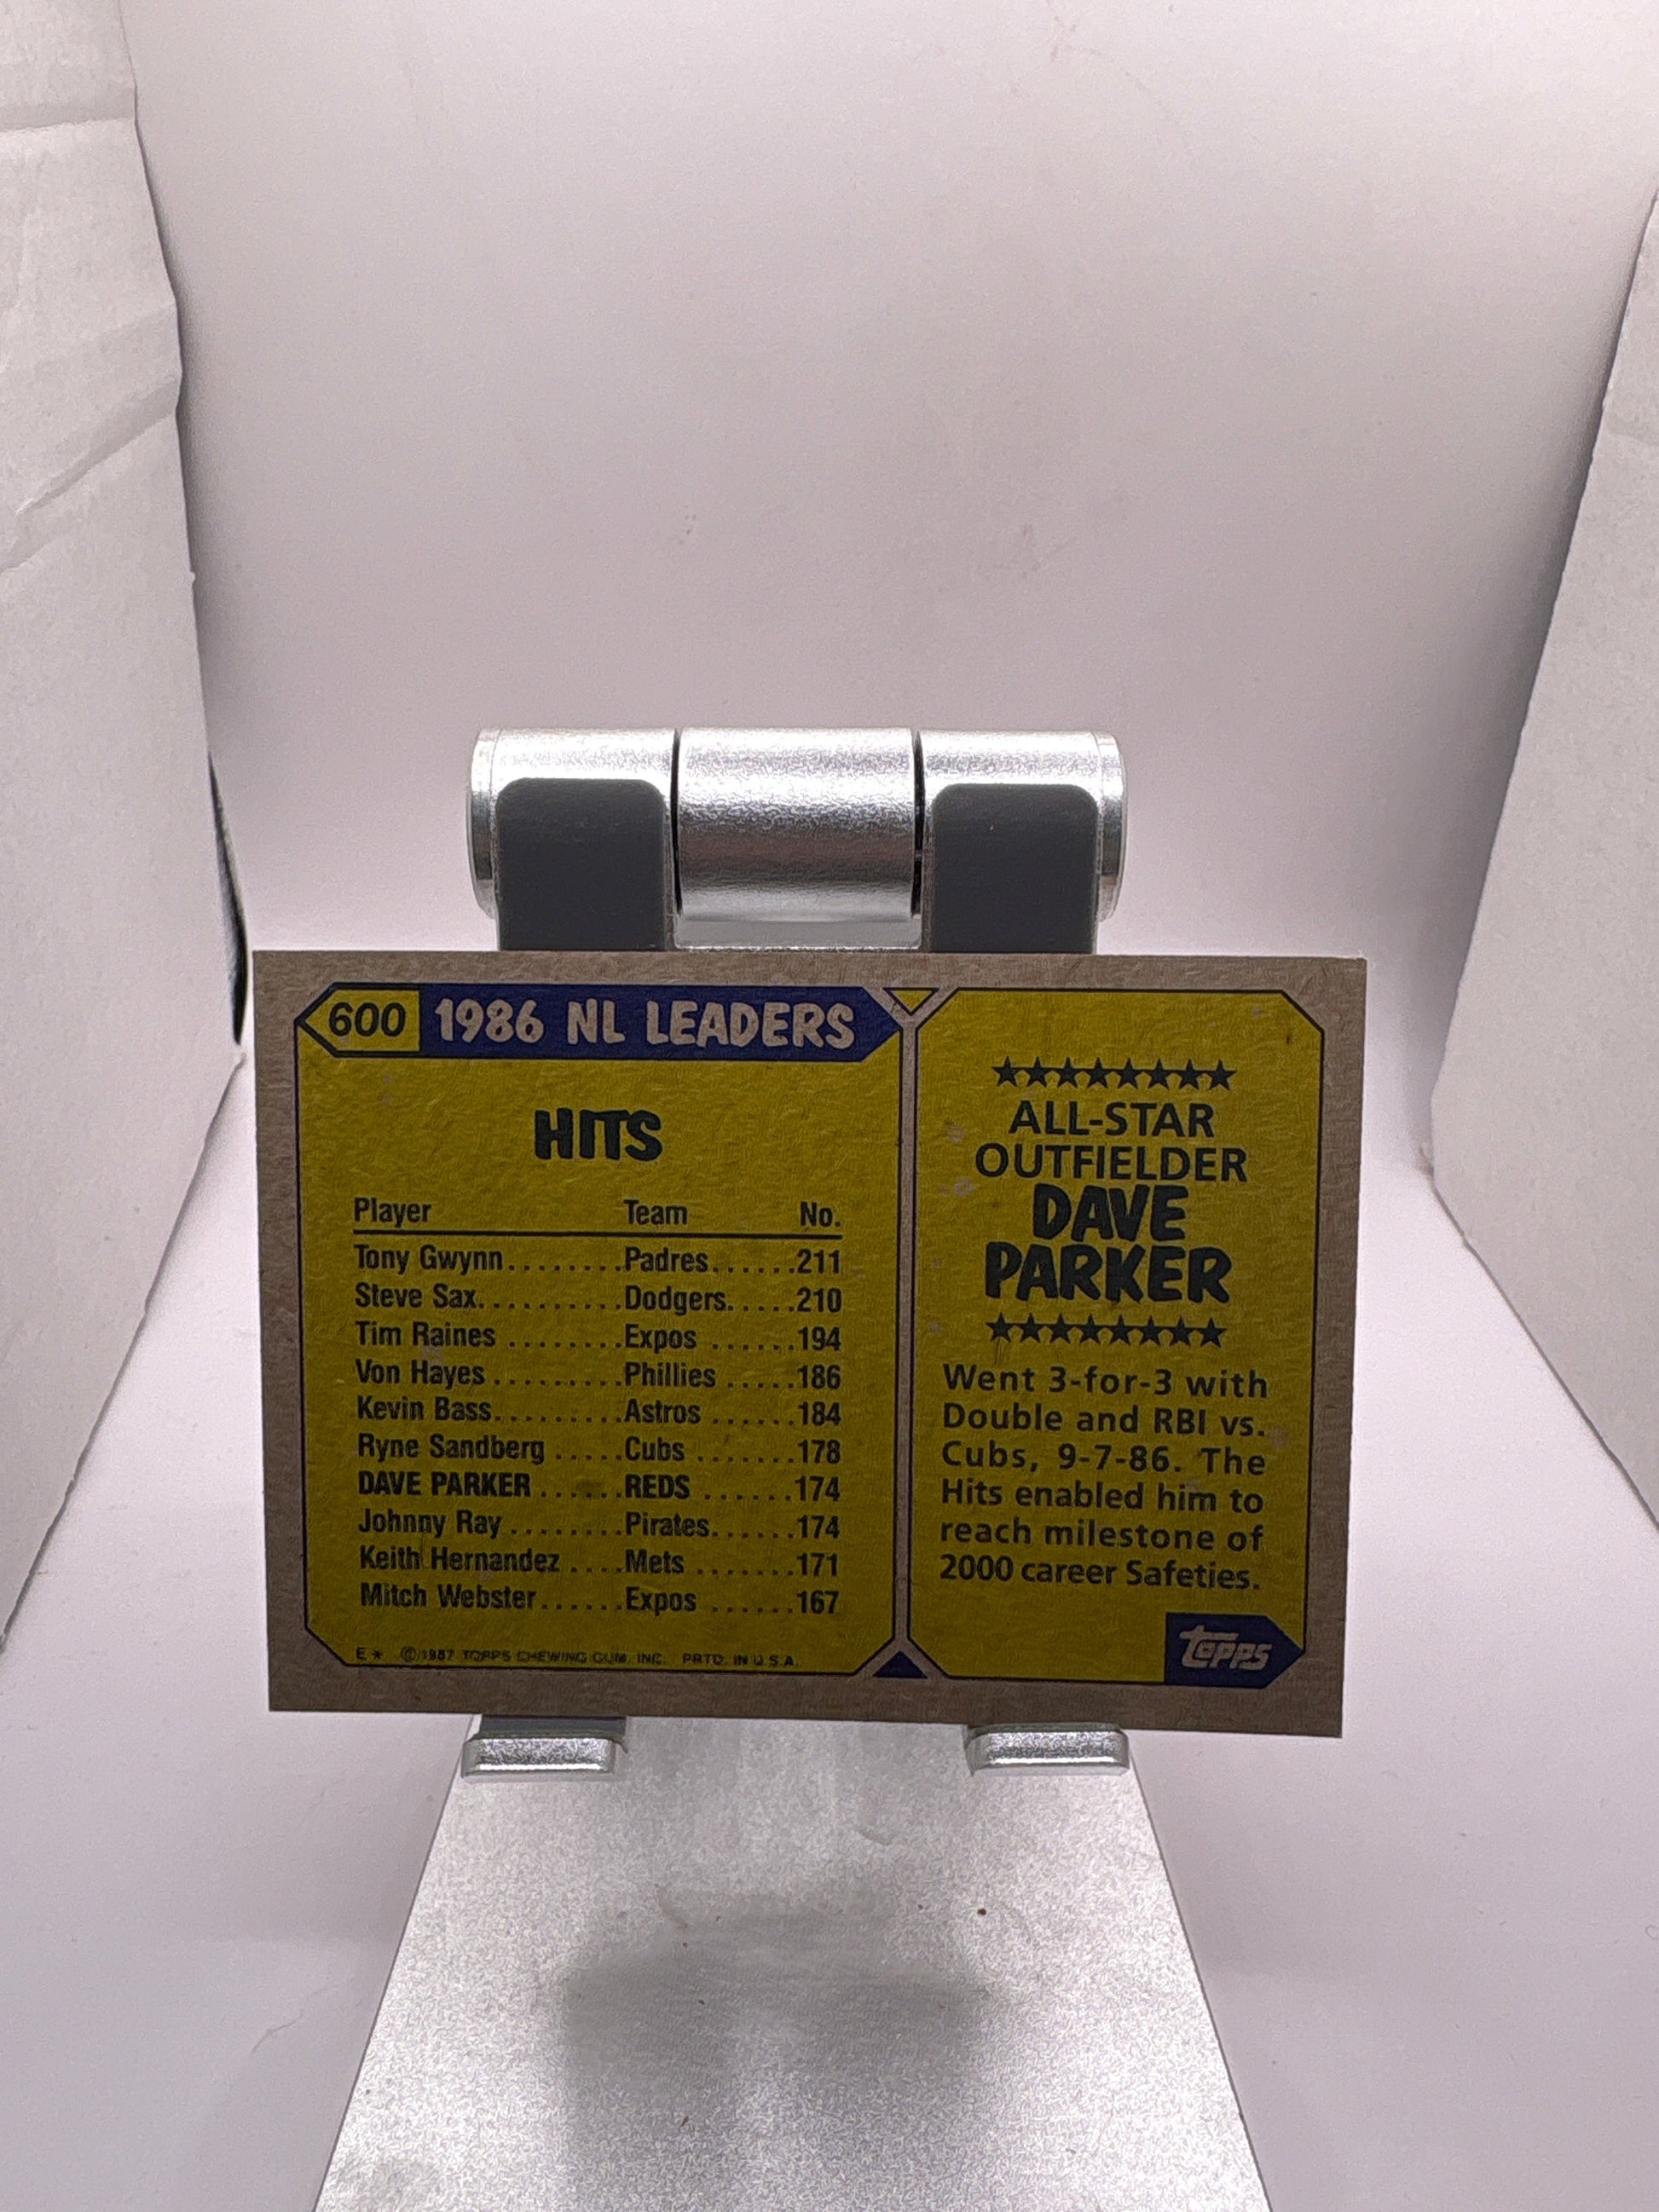 600 1986 NL LEADERS
HITS
Player Team No.
Tony Gwynn........Padres......211
Steve Sax..........Dodgers.....210
Tim Raines ........Expos ......194
Von Hayes.........Phillies .....186
Kevin Bass.........Astros ......184
Ryne Sandberg .....Cubs .......178
DAVE PARKER ......REDS ......174
Johnny Ray ........Pirates......174
Keith Hernandez ....Mets .......171
Mitch Webster......Expos ......167
E* ©1987 TOPPS CHEWING GUM, INC. PRTD. IN U.S.A.
★★★★★★★★
ALL-STAR
OUTFIELDER
DAVE
PARKER
★★★★★★★★
Went 3-for-3 with
Double and RBI vs.
Cubs, 9-7-86. The
Hits enabled him to
reach milestone of
2000 career Safeties.
topps